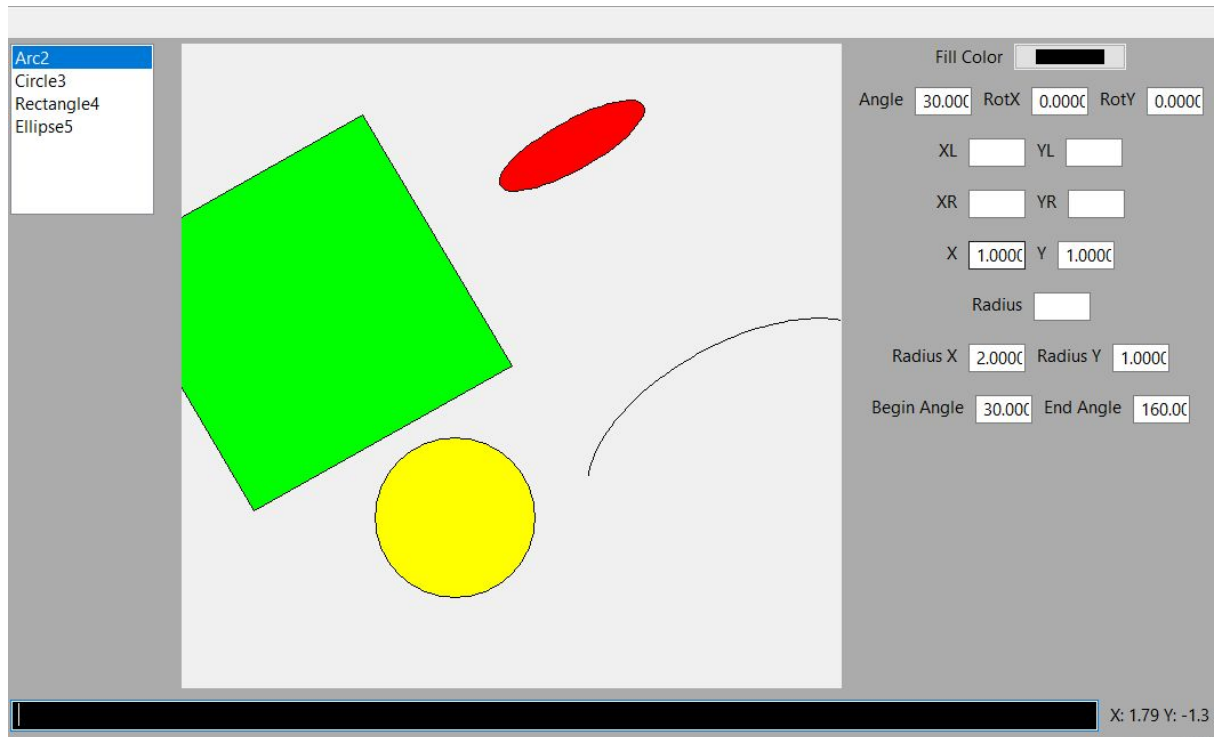 Arc2
Circle3
Rectangle4
Ellipse5
Fill Color
Angle 30.000 RotX 0.0000 RotY 0.0000
XL YL
XR YR
X 1.0000 Y 1.0000
Radius
Radius X 2.0000 Radius Y 1.0000
Begin Angle 30.000 End Angle 160.00
X: 1.79 Y: -1.3